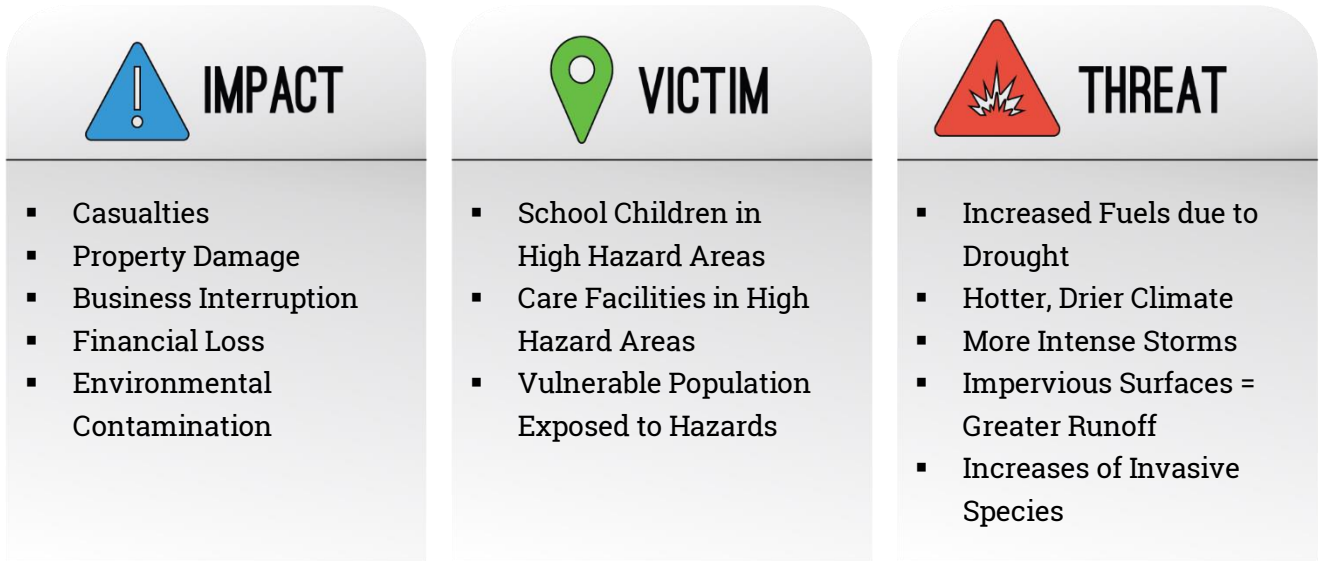 IMPACT
▪ Casualties
▪ Property Damage
▪ Business Interruption
▪ Financial Loss
▪ Environmental
Contamination
VICTIM
▪ School Children in
High Hazard Areas
▪ Care Facilities in High
Hazard Areas
▪ Vulnerable Population
Exposed to Hazards
THREAT
▪ Increased Fuels due to
Drought
▪ Hotter, Drier Climate
▪ More Intense Storms
▪ Impervious Surfaces =
Greater Runoff
▪ Increases of Invasive
Species